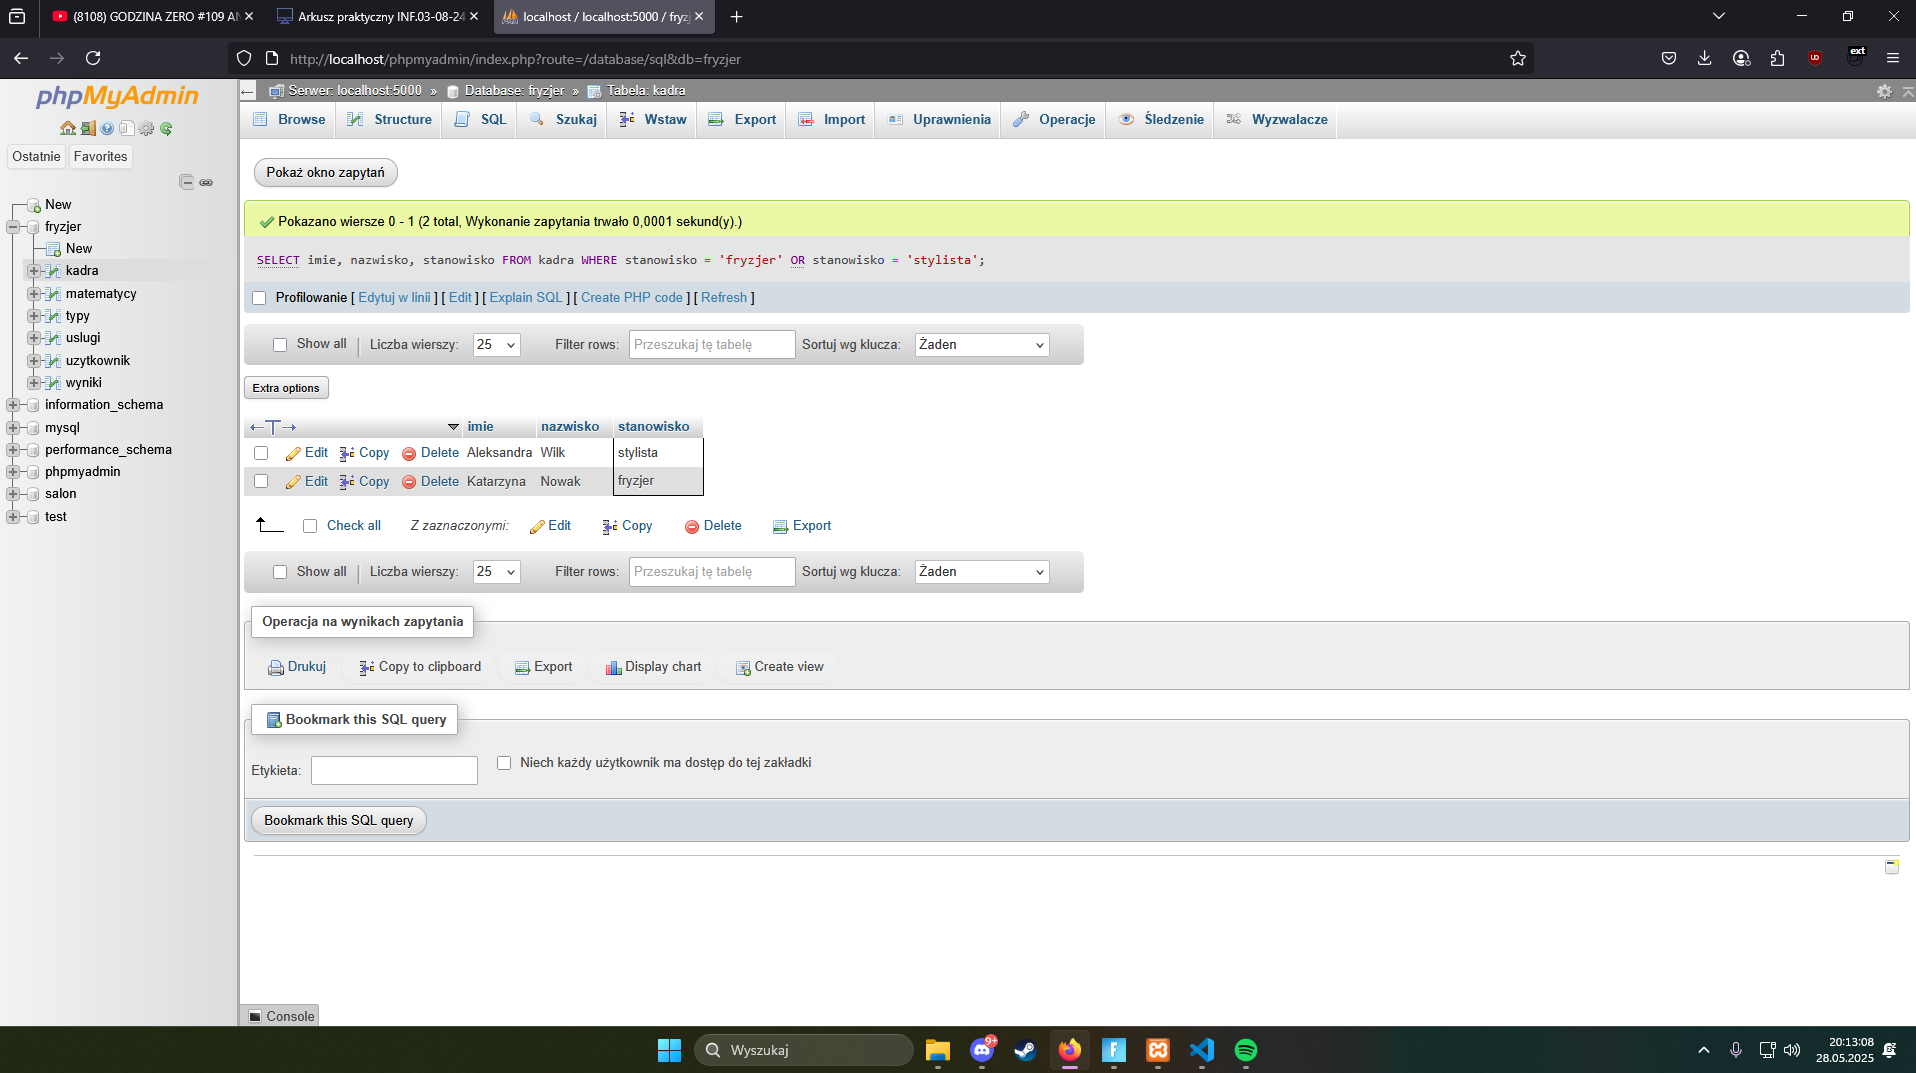 (8108) GODZINA ZERO #109 AN
Arkusz praktyczny INF.03-08-24
localhost / localhost:5000 / fryzj
http://localhost/phpmyadmin/index.php?route=/database/sql&db=fryzjer
ext
phpMyAdmin
Serwer: localhost:5000 » Database: fryzjer » Tabela: kadra
Browse Structure SQL Szukaj Wstaw Export Import Uprawnienia Operacje Śledzenie Wyzwalacze
Ostatnie Favorites
New
fryzjer
New
kadra
matematycy
typy
uslugi
uzytkownik
wyniki
information_schema
mysql
performance_schema
phpmyadmin
salon
test
Pokaż okno zapytań
Pokazano wiersze 0 - 1 (2 total, Wykonanie zapytania trwało 0,0001 sekund(y).)
SELECT imie, nazwisko, stanowisko FROM kadra WHERE stanowisko = 'fryzjer' OR stanowisko = 'stylista';
Profilowanie [ Edytuj w linii ] [ Edit ] [ Explain SQL ] [ Create PHP code ] [ Refresh ]
Show all Liczba wierszy: 25 Filter rows: Przeszukaj tę tabelę Sortuj wg klucza: Żaden
Extra options
←T→ imie nazwisko stanowisko
Edit Copy Delete Aleksandra Wilk stylista
Edit Copy Delete Katarzyna Nowak fryzjer
Check all Z zaznaczonymi: Edit Copy Delete Export
Show all Liczba wierszy: 25 Filter rows: Przeszukaj tę tabelę Sortuj wg klucza: Żaden
Operacja na wynikach zapytania
Drukuj Copy to clipboard Export Display chart Create view
Bookmark this SQL query
Etykieta: Niech każdy użytkownik ma dostęp do tej zakładki
Bookmark this SQL query
Console
Wyszukaj
9+
20:13:08
28.05.2025